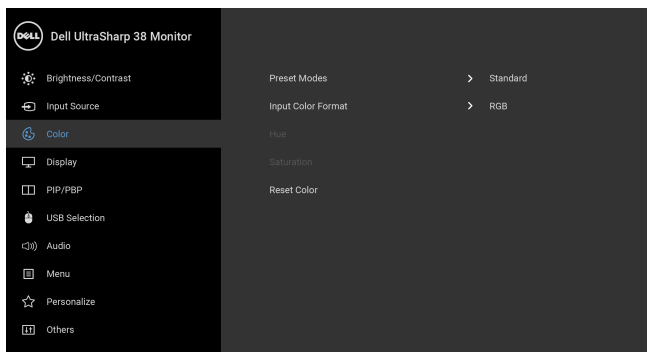 DELL Dell UltraSharp 38 Monitor
Brightness/Contrast
Input Source
Color
Display
PIP/PBP
USB Selection
Audio
Menu
Personalize
Others
Preset Modes > Standard
Input Color Format > RGB
Hue
Saturation
Reset Color